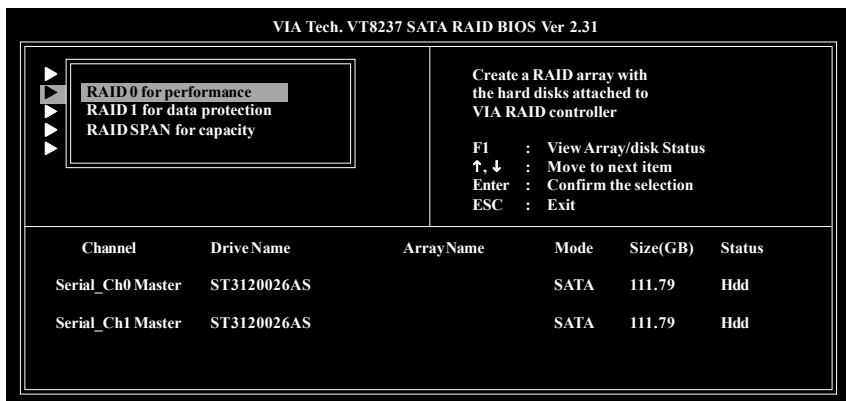 VIA Tech. VT8237 SATA RAID BIOS Ver 2.31
RAID 0 for performance
RAID 1 for data protection
RAID SPAN for capacity
Create a RAID array with
the hard disks attached to
VIA RAID controller
F1 : View Array/disk Status
↑, ↓ : Move to next item
Enter : Confirm the selection
ESC : Exit
Channel Drive Name Array Name Mode Size(GB) Status
Serial_Ch0 Master ST3120026AS SATA 111.79 Hdd
Serial_Ch1 Master ST3120026AS SATA 111.79 Hdd